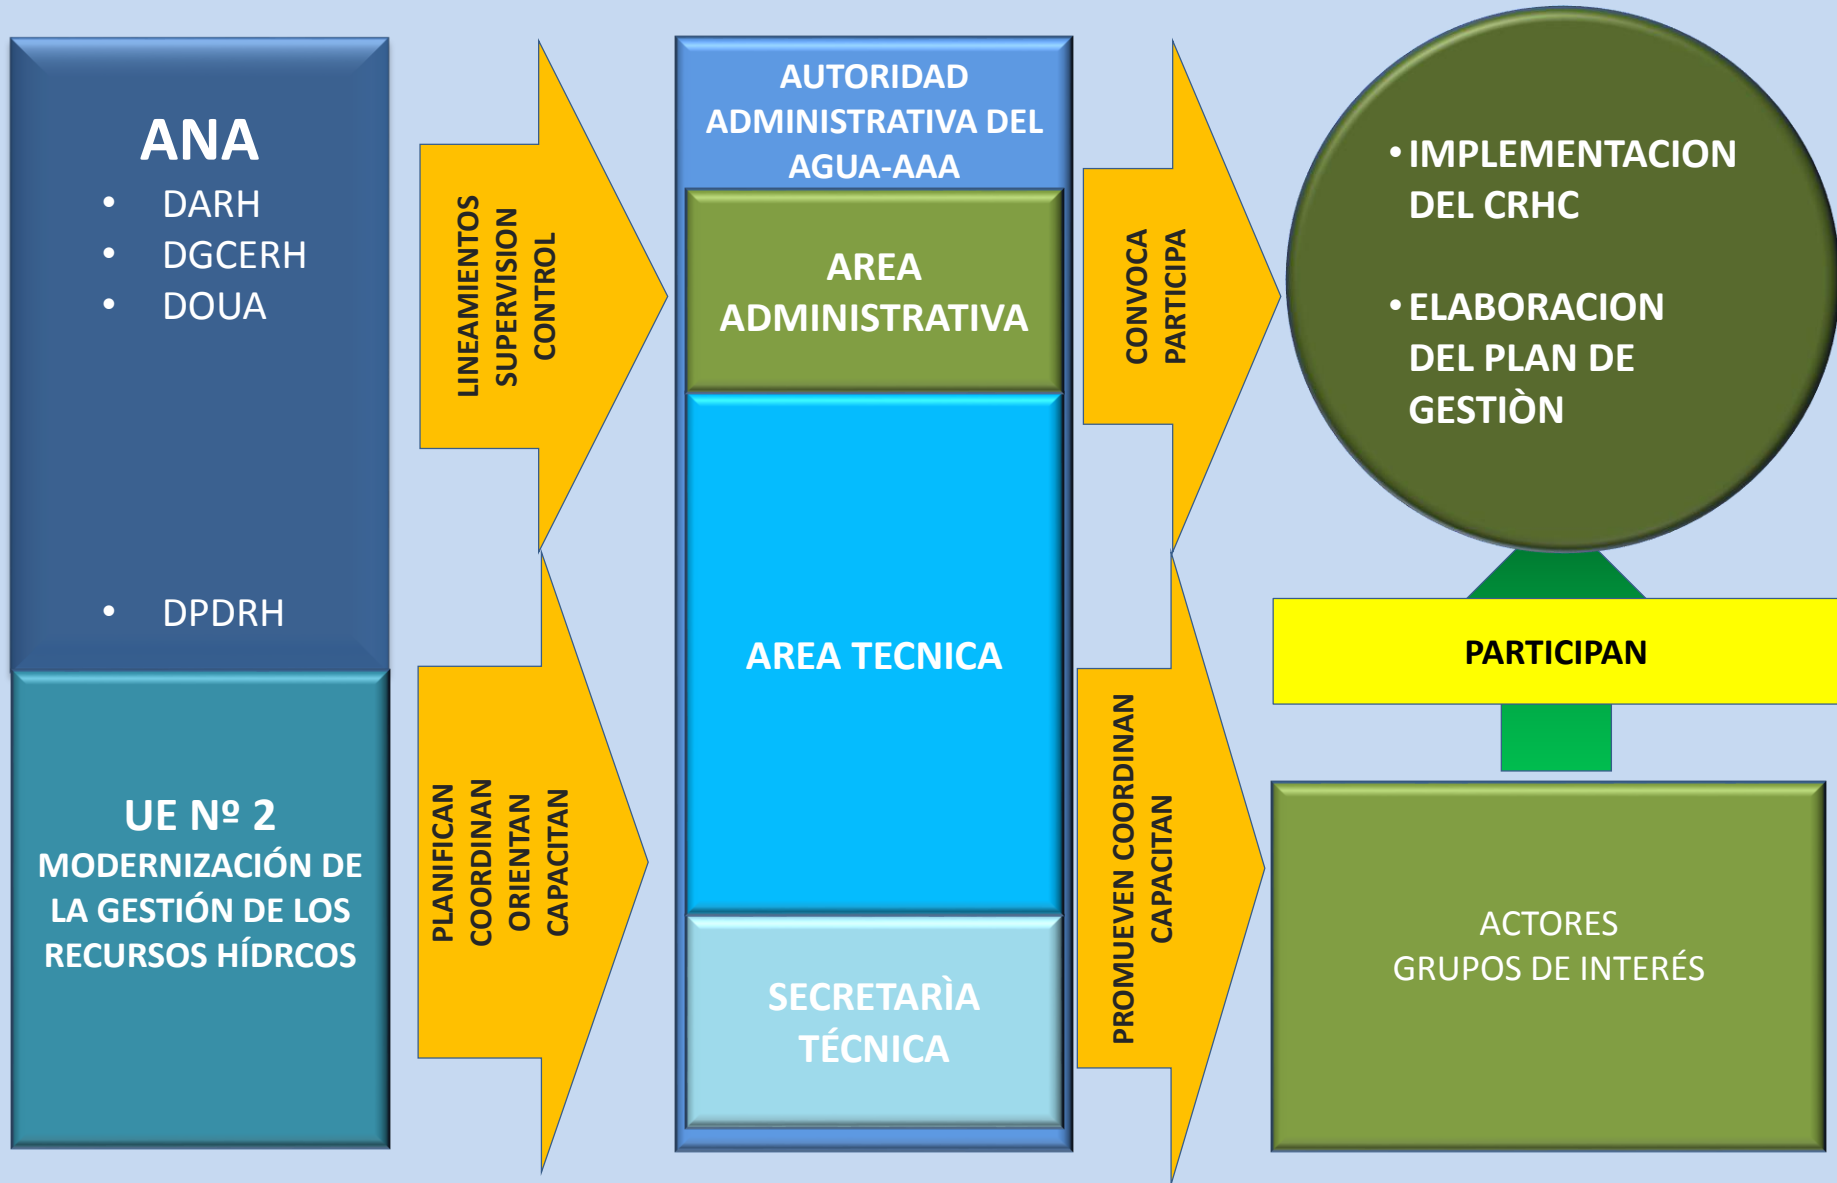 ANA
• DARH
• DGCERH
• DOUA
• DPDRH
UE Nº 2
MODERNIZACIÓN DE
LA GESTIÓN DE LOS
RECURSOS HÍDRCOS
LINEAMIENTOS
SUPERVISION
CONTROL
PLANIFICAN
COORDINAN
ORIENTAN
CAPACITAN
AUTORIDAD
ADMINISTRATIVA DEL
AGUA-AAA
AREA
ADMINISTRATIVA
AREA TECNICA
SECRETARÌA
TÉCNICA
CONVOCA
PARTICIPA
PROMUEVEN COORDINAN
CAPACITAN
• IMPLEMENTACION
DEL CRHC
• ELABORACION
DEL PLAN DE
GESTIÒN
PARTICIPAN
ACTORES
GRUPOS DE INTERÉS